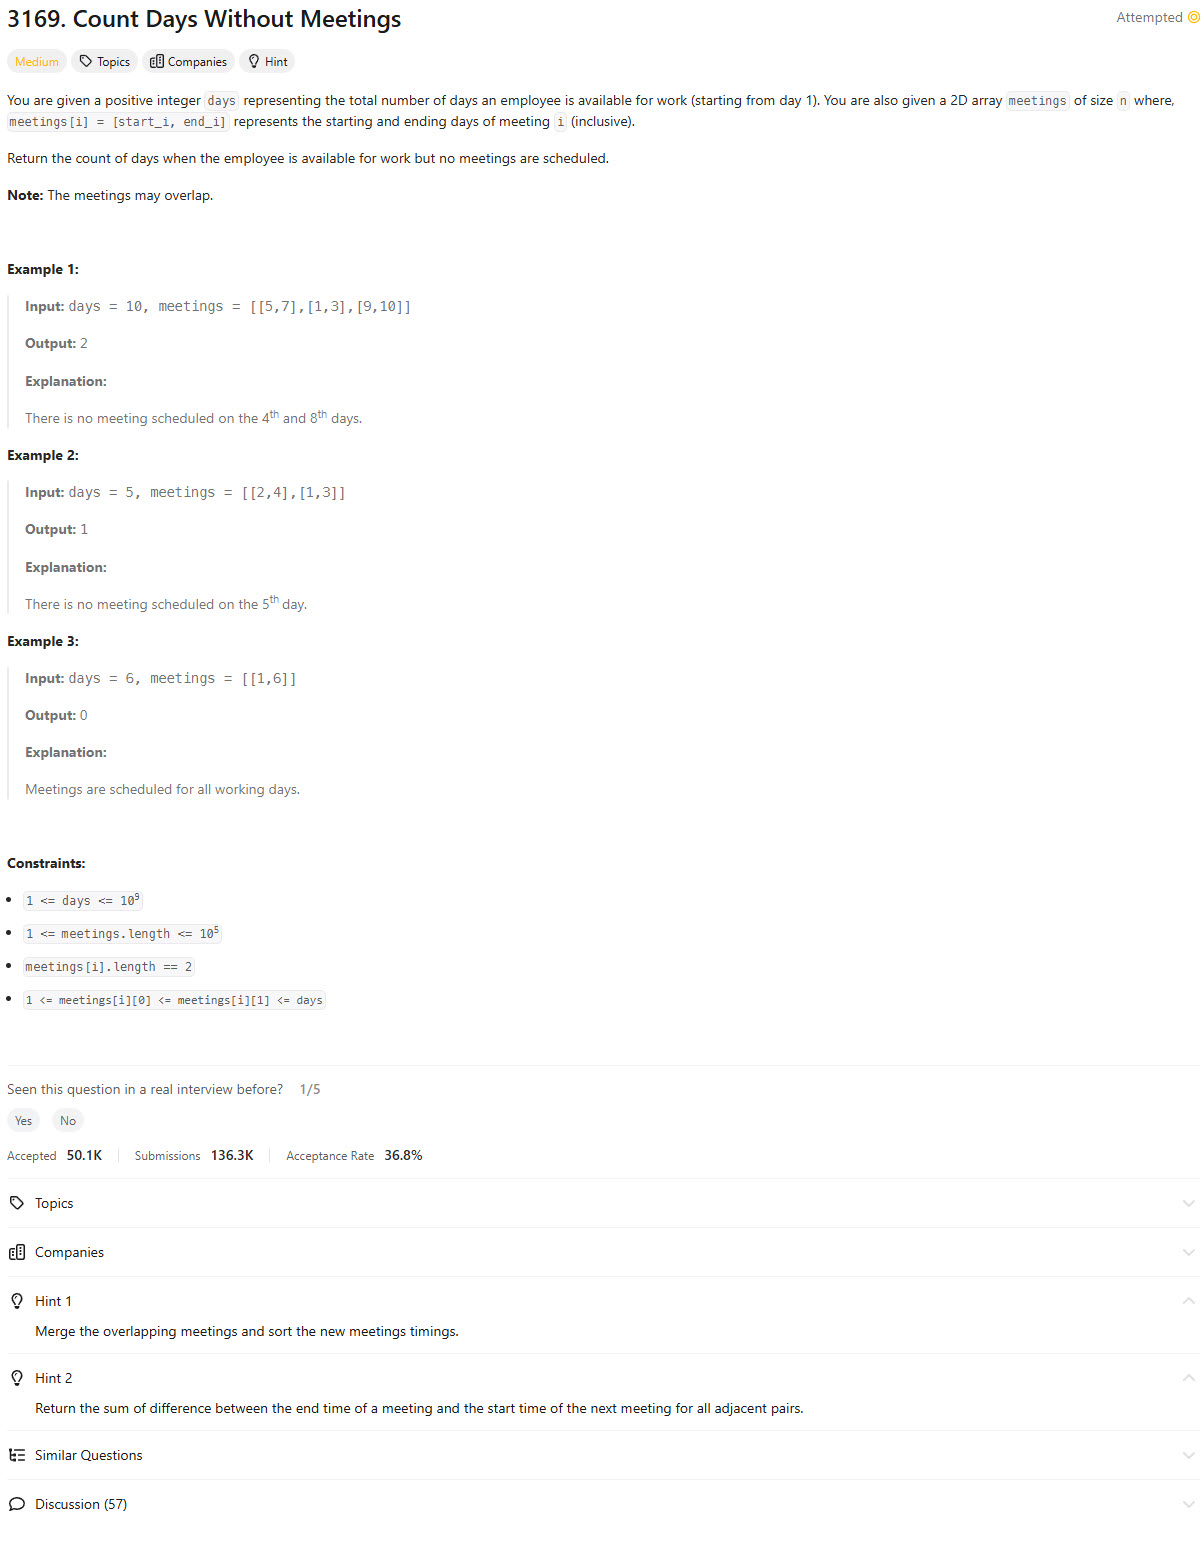 3169. Count Days Without Meetings
Attempted
Medium Topics Companies Hint
You are given a positive integer days representing the total number of days an employee is available for work (starting from day 1). You are also given a 2D array meetings of size n where,
meetings[i] = [start_i, end_i] represents the starting and ending days of meeting i (inclusive).
Return the count of days when the employee is available for work but no meetings are scheduled.
Note: The meetings may overlap.
Example 1:
Input: days = 10, meetings = [[5,7],[1,3],[9,10]]
Output: 2
Explanation:
There is no meeting scheduled on the 4th and 8th days.
Example 2:
Input: days = 5, meetings = [[2,4],[1,3]]
Output: 1
Explanation:
There is no meeting scheduled on the 5th day.
Example 3:
Input: days = 6, meetings = [[1,6]]
Output: 0
Explanation:
Meetings are scheduled for all working days.
Constraints:
• 1 <= days <= 10⁹
• 1 <= meetings.length <= 10⁵
• meetings[i].length == 2
• 1 <= meetings[i][0] <= meetings[i][1] <= days
Seen this question in a real interview before? 1/5
Yes No
Accepted 50.1K Submissions 136.3K Acceptance Rate 36.8%
Topics
Companies
Hint 1
Merge the overlapping meetings and sort the new meetings timings.
Hint 2
Return the sum of difference between the end time of a meeting and the start time of the next meeting for all adjacent pairs.
Similar Questions
Discussion (57)